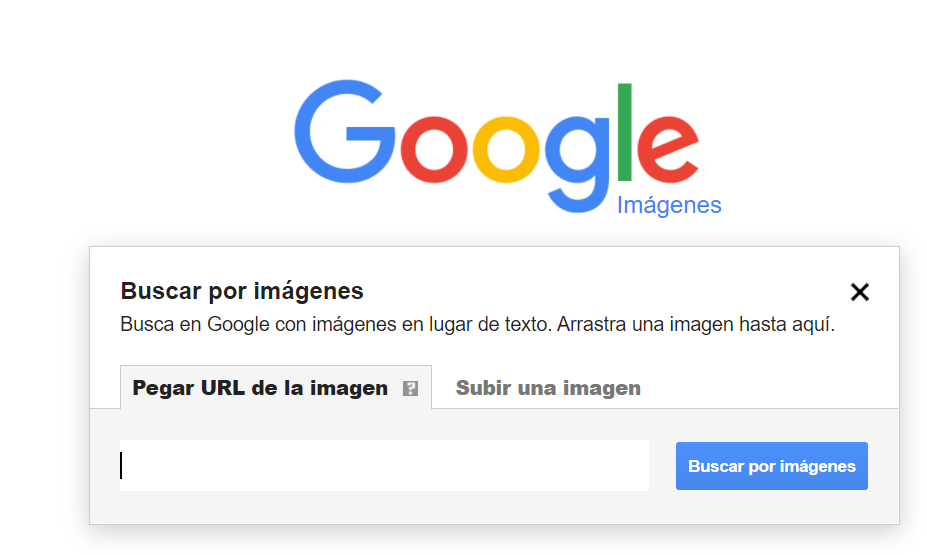 Google
Imágenes
Buscar por imágenes
Busca en Google con imágenes en lugar de texto. Arrastra una imagen hasta aquí.
Pegar URL de la imagen ? Subir una imagen
Buscar por imágenes